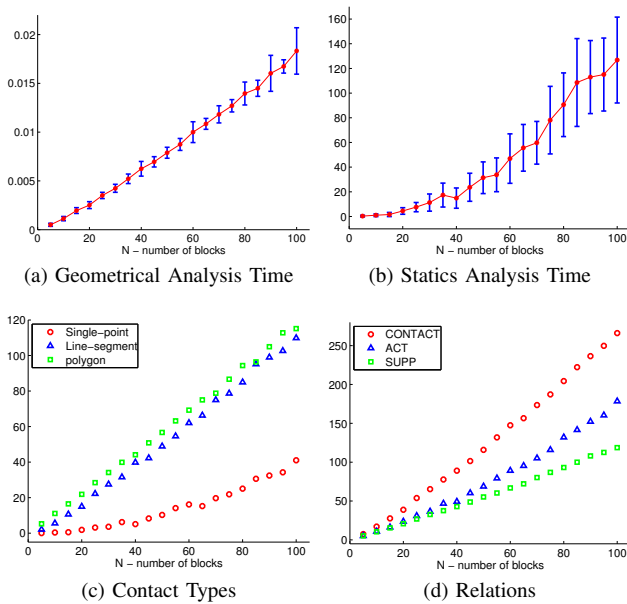 0.02
0.015
0.01
0.005
0
0 20 40 60 80 100
N - number of blocks
(a) Geometrical Analysis Time
160
140
120
100
80
60
40
20
0
0 20 40 60 80 100
N - number of blocks
(b) Statics Analysis Time
120
100
80
60
40
20
0
Single-point
Line-segment
polygon
0 20 40 60 80 100
N - number of blocks
(c) Contact Types
250
200
150
100
50
0
CONTACT
ACT
SUPP
0 20 40 60 80 100
N - number of blocks
(d) Relations